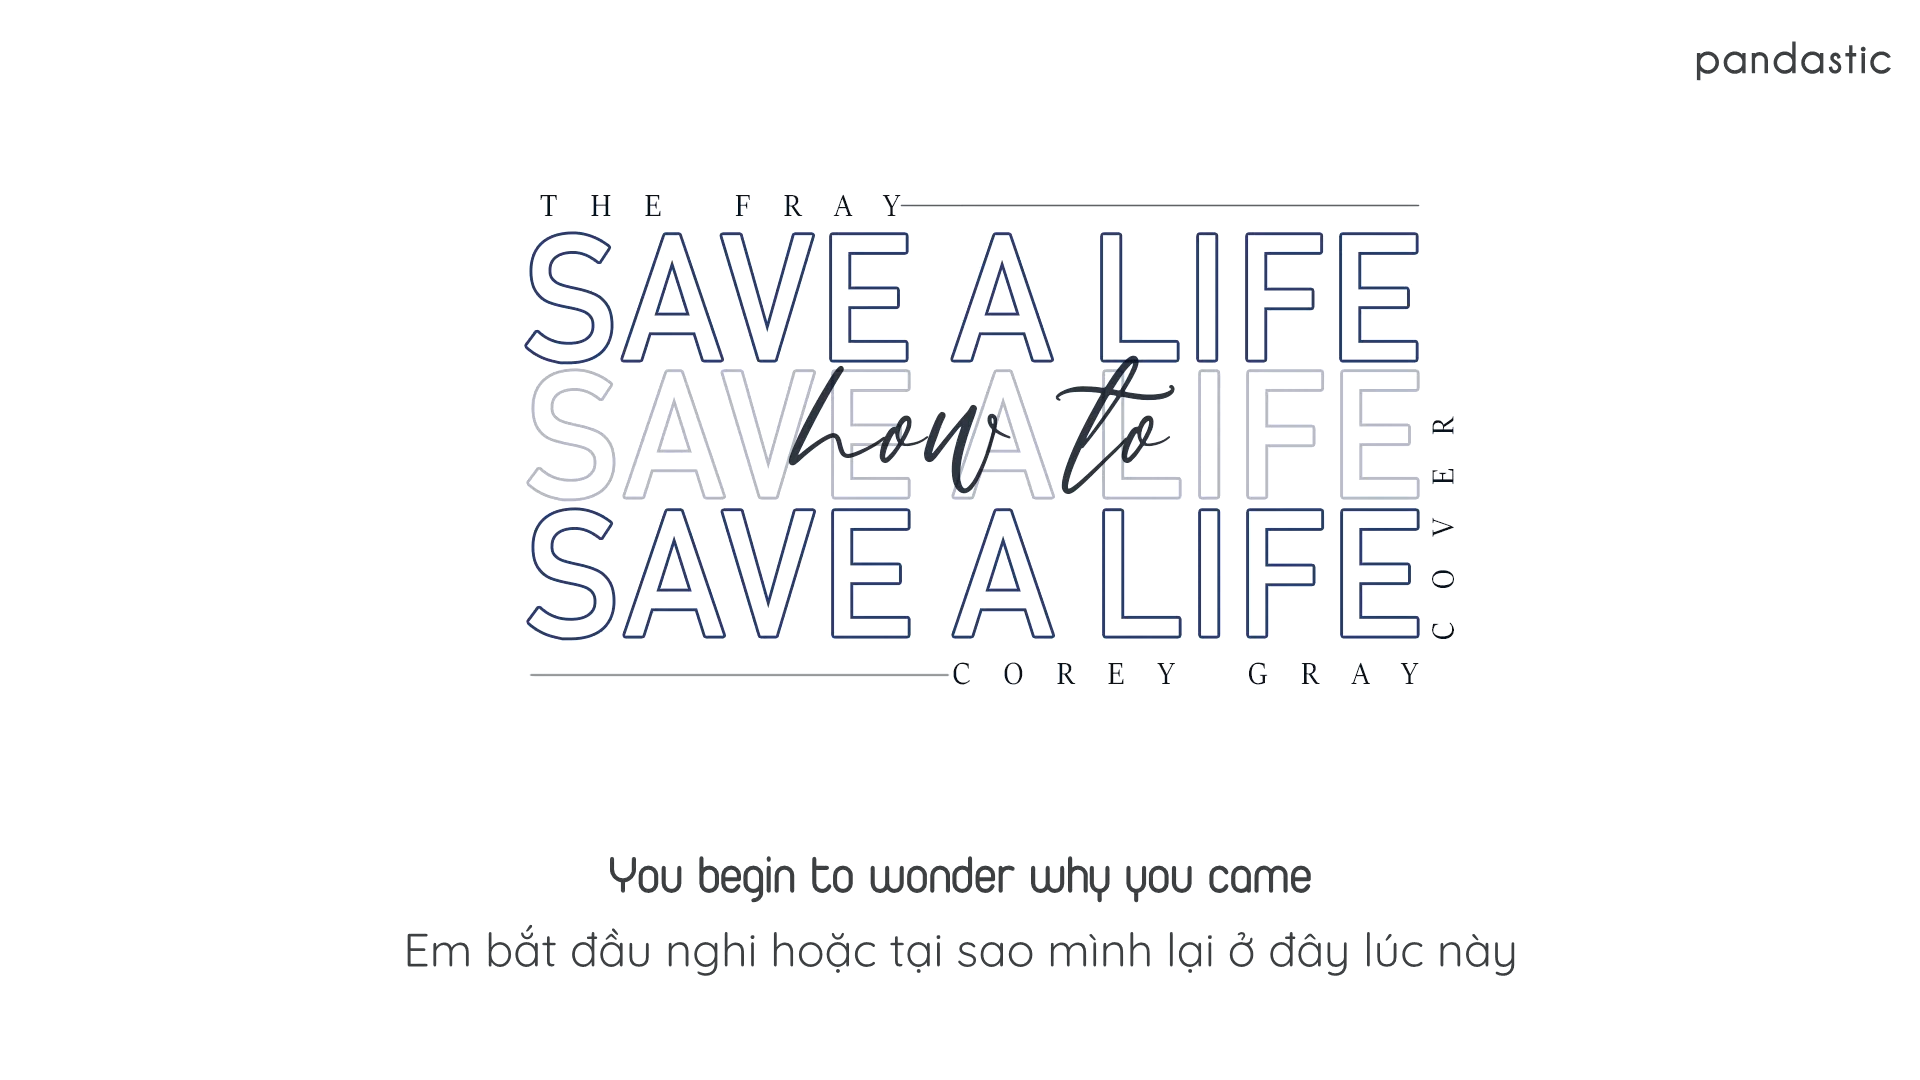 pandastic
THE FRAY
SAVE A LIFE
SAVE A LIFE
how to
SAVE A LIFE
COVER
COREY GRAY
You begin to wonder why you came
Em bắt đầu nghi hoặc tại sao mình lại ở đây lúc này